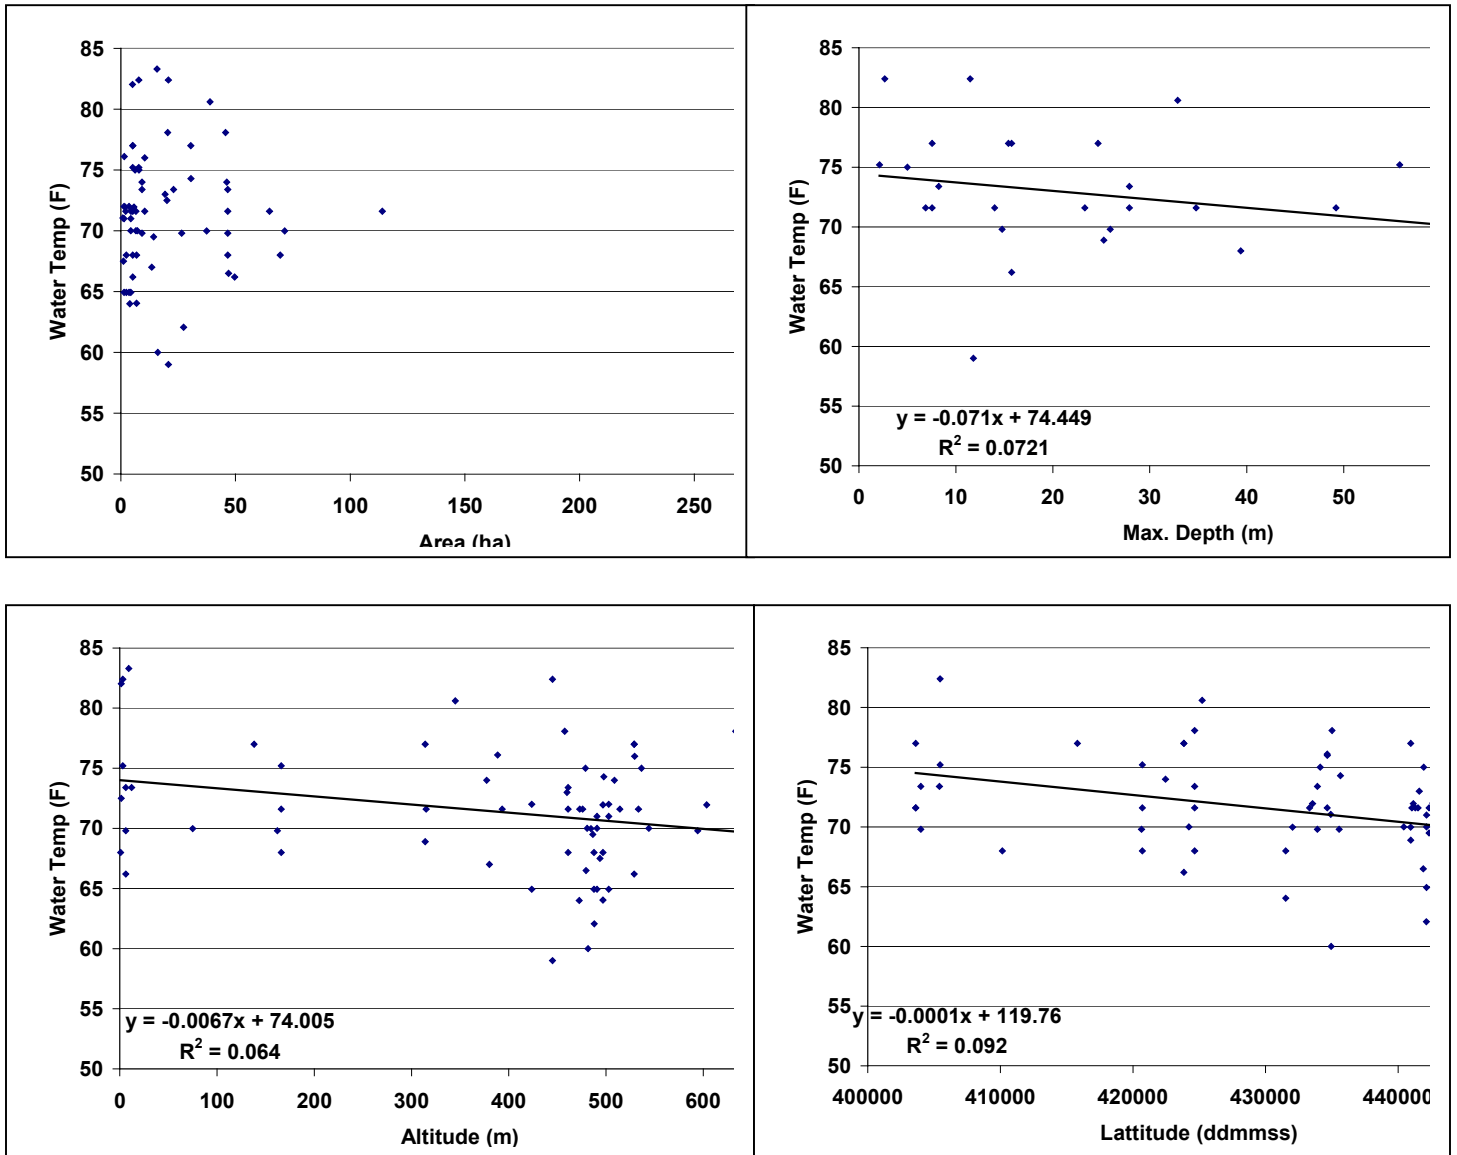 85
80
75
70
65
60
55
50
Water Temp (F)
0 50 100 150 200 250
Area (ha)
85
80
75
70
65
60
55
50
Water Temp (F)
y = -0.071x + 74.449
R² = 0.0721
0 10 20 30 40 50
Max. Depth (m)
85
80
75
70
65
60
55
50
Water Temp (F)
y = -0.0067x + 74.005
R² = 0.064
0 100 200 300 400 500 600
Altitude (m)
85
80
75
70
65
60
55
50
Water Temp (F)
y = -0.0001x + 119.76
R² = 0.092
400000 410000 420000 430000 440000
Lattitude (ddmmss)